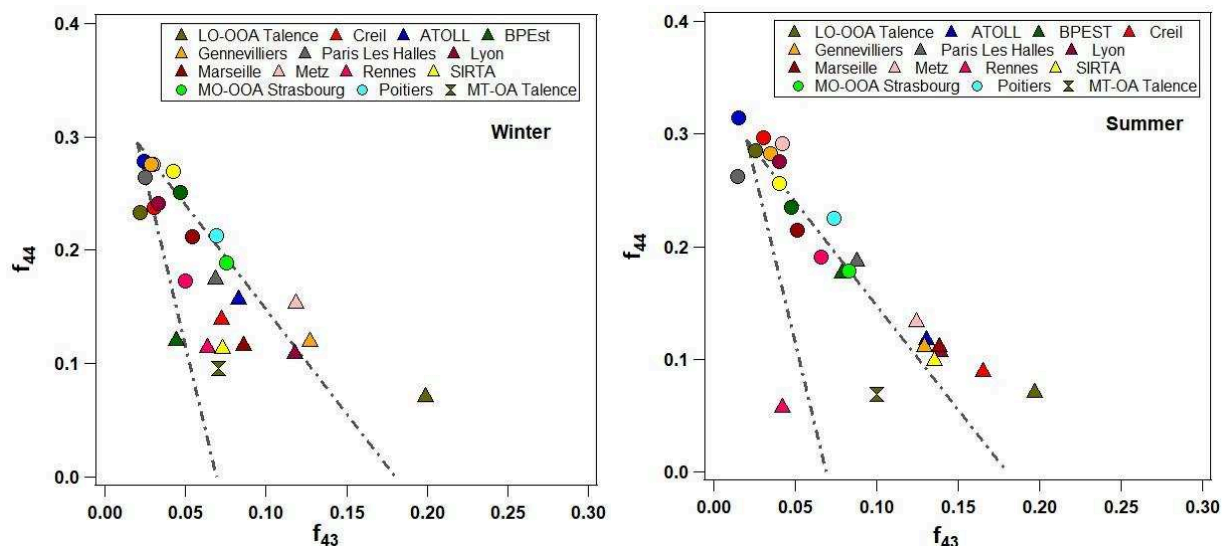 0.4
0.3
0.2
0.1
0.0
f44
LO-OOA Talence Creil ATOLL BPEst
Gennevilliers Paris Les Halles Lyon
Marseille Metz Rennes SIRTA
MO-OOA Strasbourg Poitiers MT-OA Talence
Winter
0.00 0.05 0.10 0.15 0.20 0.25 0.30
f43
0.4
0.3
0.2
0.1
0.0
f44
LO-OOA Talence ATOLL BPEST Creil
Gennevilliers Paris Les Halles Lyon
Marseille Metz Rennes SIRTA
MO-OOA Strasbourg Poitiers MT-OA Talence
Summer
0.00 0.05 0.10 0.15 0.20 0.25 0.30
f43